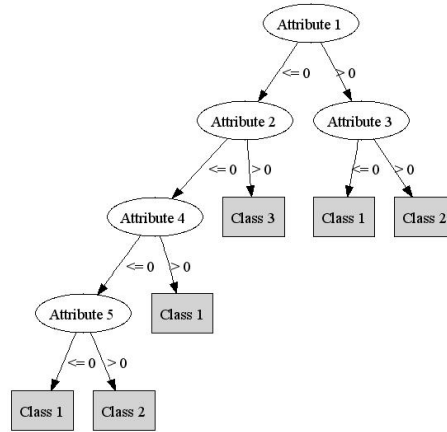 Attribute 1
<= 0 > 0
Attribute 2 Attribute 3
<= 0 > 0 <= 0 > 0
Attribute 4 Class 3 Class 1 Class 2
<= 0 > 0
Attribute 5 Class 1
<= 0 > 0
Class 1 Class 2